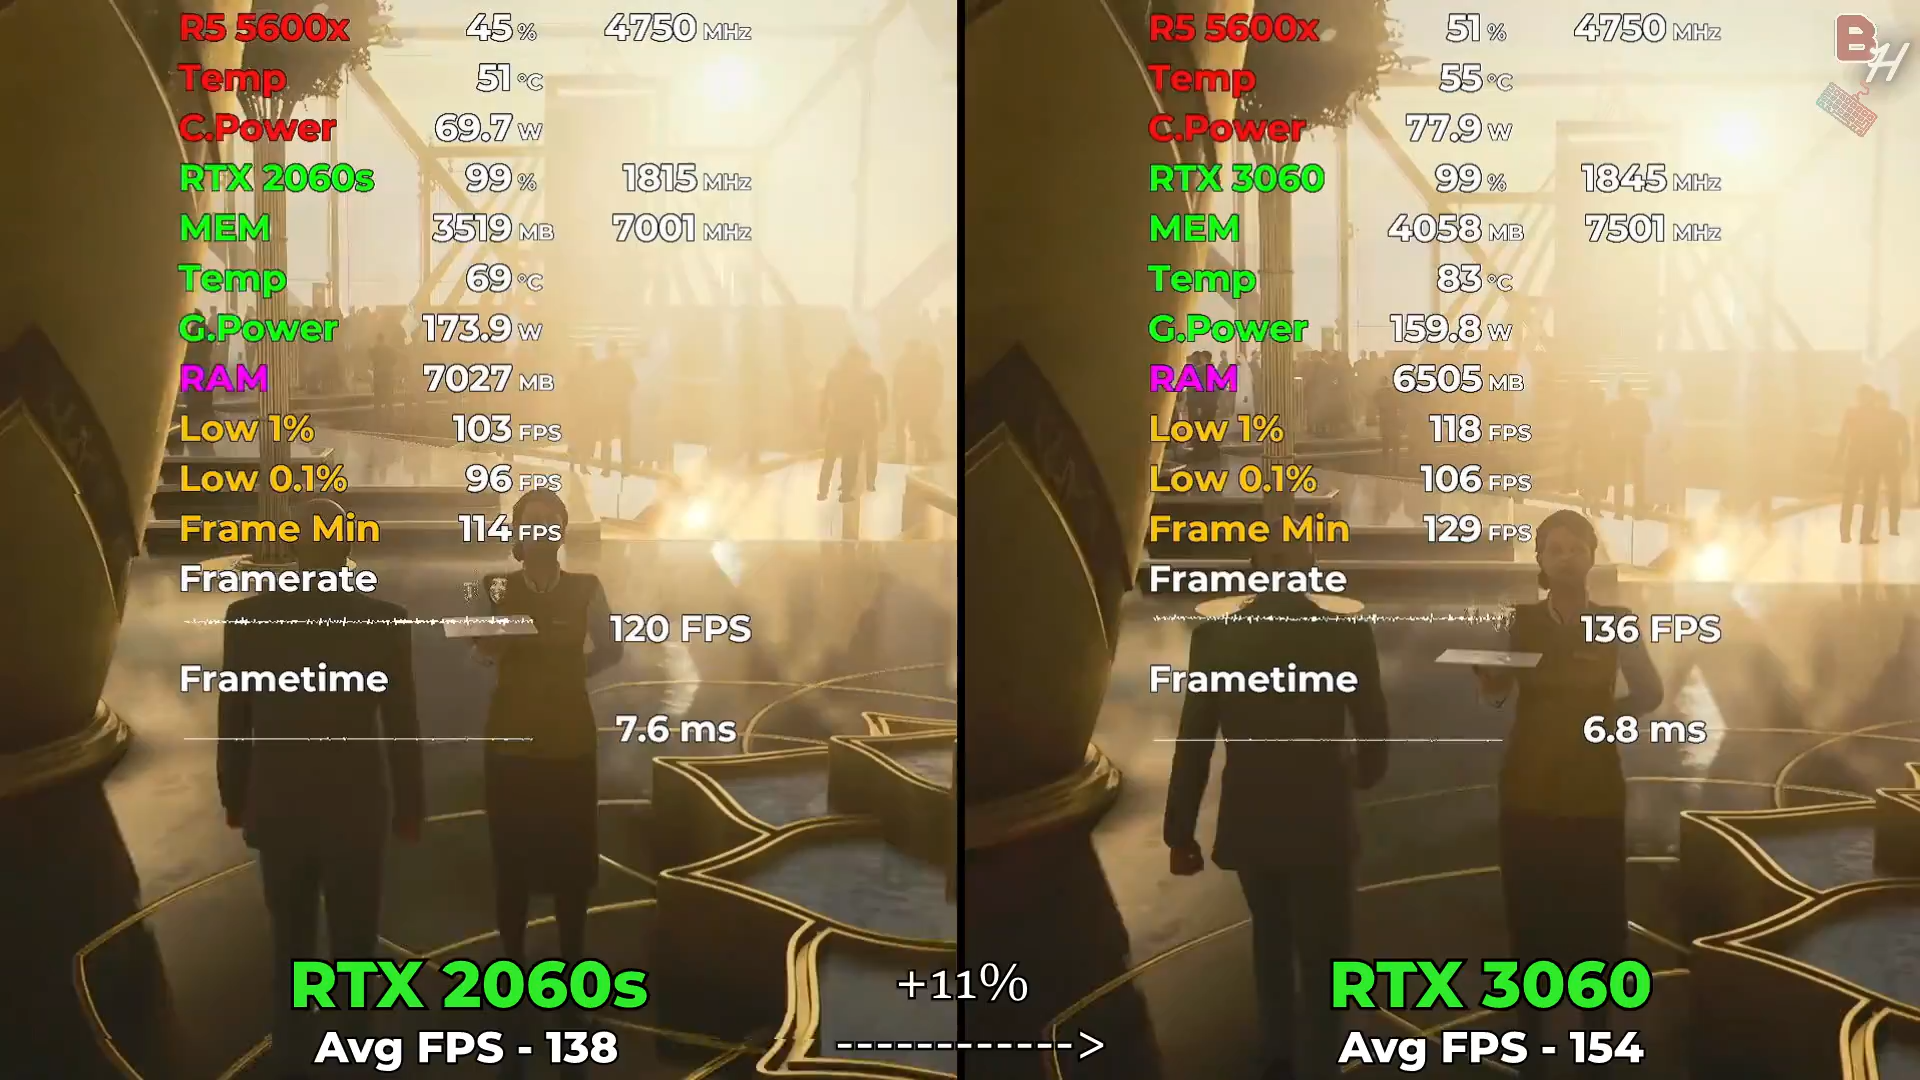 R5 5600x 45 % 4750 MHz
Temp 51 °C
C.Power 69.7 W
RTX 2060s 99 % 1815 MHz
MEM 3519 MB 7001 MHz
Temp 69 °C
G.Power 173.9 W
RAM 7027 MB
Low 1% 103 FPS
Low 0.1% 96 FPS
Frame Min 114 FPS
Framerate
120 FPS
Frametime
7.6 ms
RTX 2060s
Avg FPS - 138
+11%
------------>
R5 5600x 51 % 4750 MHz
Temp 55 °C
C.Power 77.9 W
RTX 3060 99 % 1845 MHz
MEM 4058 MB 7501 MHz
Temp 83 °C
G.Power 159.8 W
RAM 6505 MB
Low 1% 118 FPS
Low 0.1% 106 FPS
Frame Min 129 FPS
Framerate
136 FPS
Frametime
6.8 ms
RTX 3060
Avg FPS - 154
BH